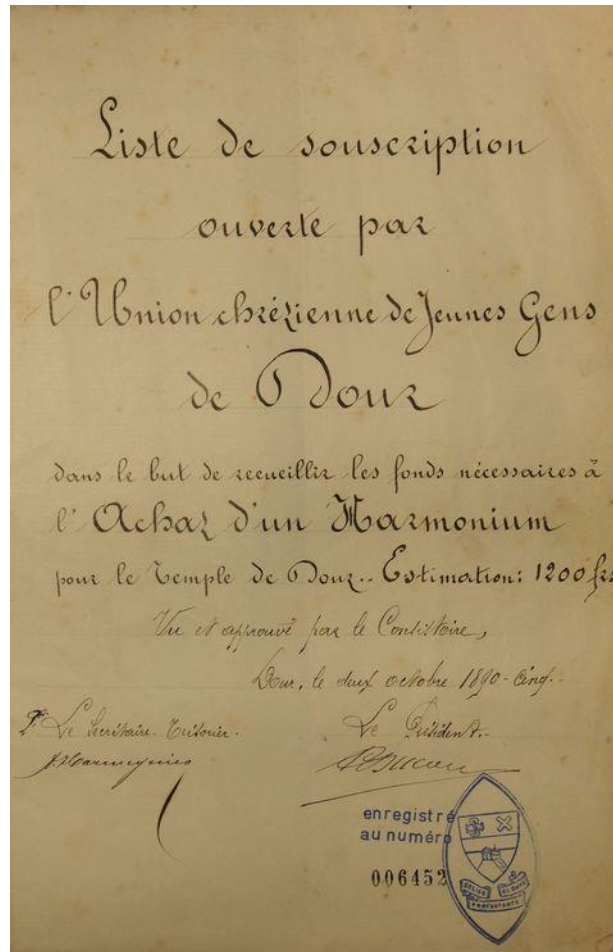 Liste de souscription
ouverte par
l'Union chrétienne de Jeunes Gens
de Dour
dans le but de recueillir les fonds nécessaires à
l'Achat d'un Harmonium
pour le Temple de Dour.. Estimation: 1200 frs
Vu et approuvé par le Consistoire,
Dour, le deux octobre 1890-cinq.-
Le Secrétaire-Trésorier.
Le Président.-
enregistré
au numéro
006452
PROTESTANTE